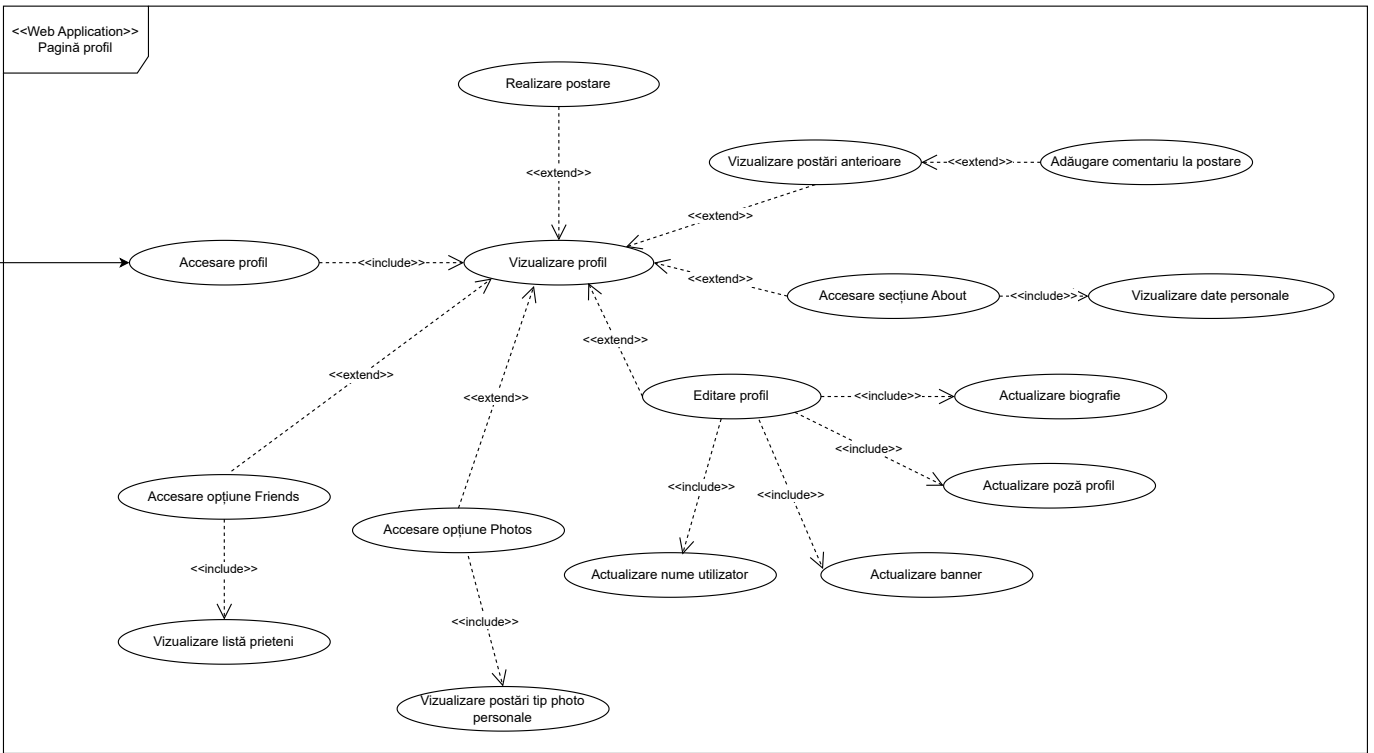 <<Web Application>>
Pagină profil
Realizare postare
<<extend>>
Vizualizare postări anterioare
<<extend>>
Adăugare comentariu la postare
<<extend>>
Accesare profil
<<include>>
Vizualizare profil
<<extend>>
Accesare secțiune About
<<include>>
Vizualizare date personale
<<extend>>
<<extend>>
<<extend>>
Editare profil
<<include>>
Actualizare biografie
<<include>>
Actualizare poză profil
<<include>>
<<include>>
Accesare opțiune Friends
Accesare opțiune Photos
<<include>>
Actualizare nume utilizator
Actualizare banner
<<include>>
Vizualizare listă prieteni
Vizualizare postări tip photo
personale